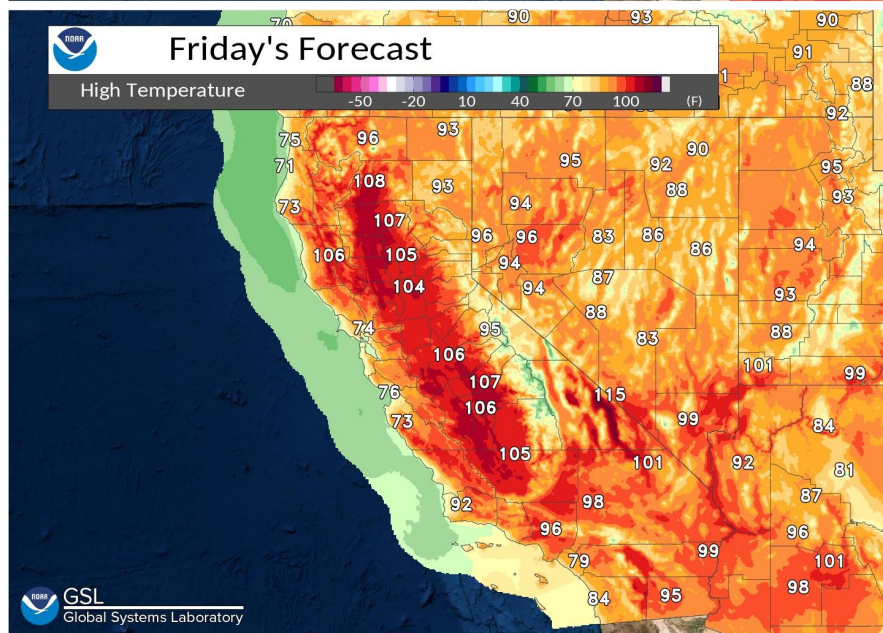 NOAA
Friday's Forecast
High Temperature
-50 -20 10 40 70 100 (F)
90 93 90
91
88
92
75 96 93
71
95 92 90 95
108 93 88 93
73
94
107
96 96 83 86
106 105 94 86 94
104 94 87 93
88
74 95 83 88
106 101 99
107
76 106 115
73 99 84
105 101 92 81
92 98 87
96 96
79 99 101
84 95 98
NOAA
GSL
Global Systems Laboratory